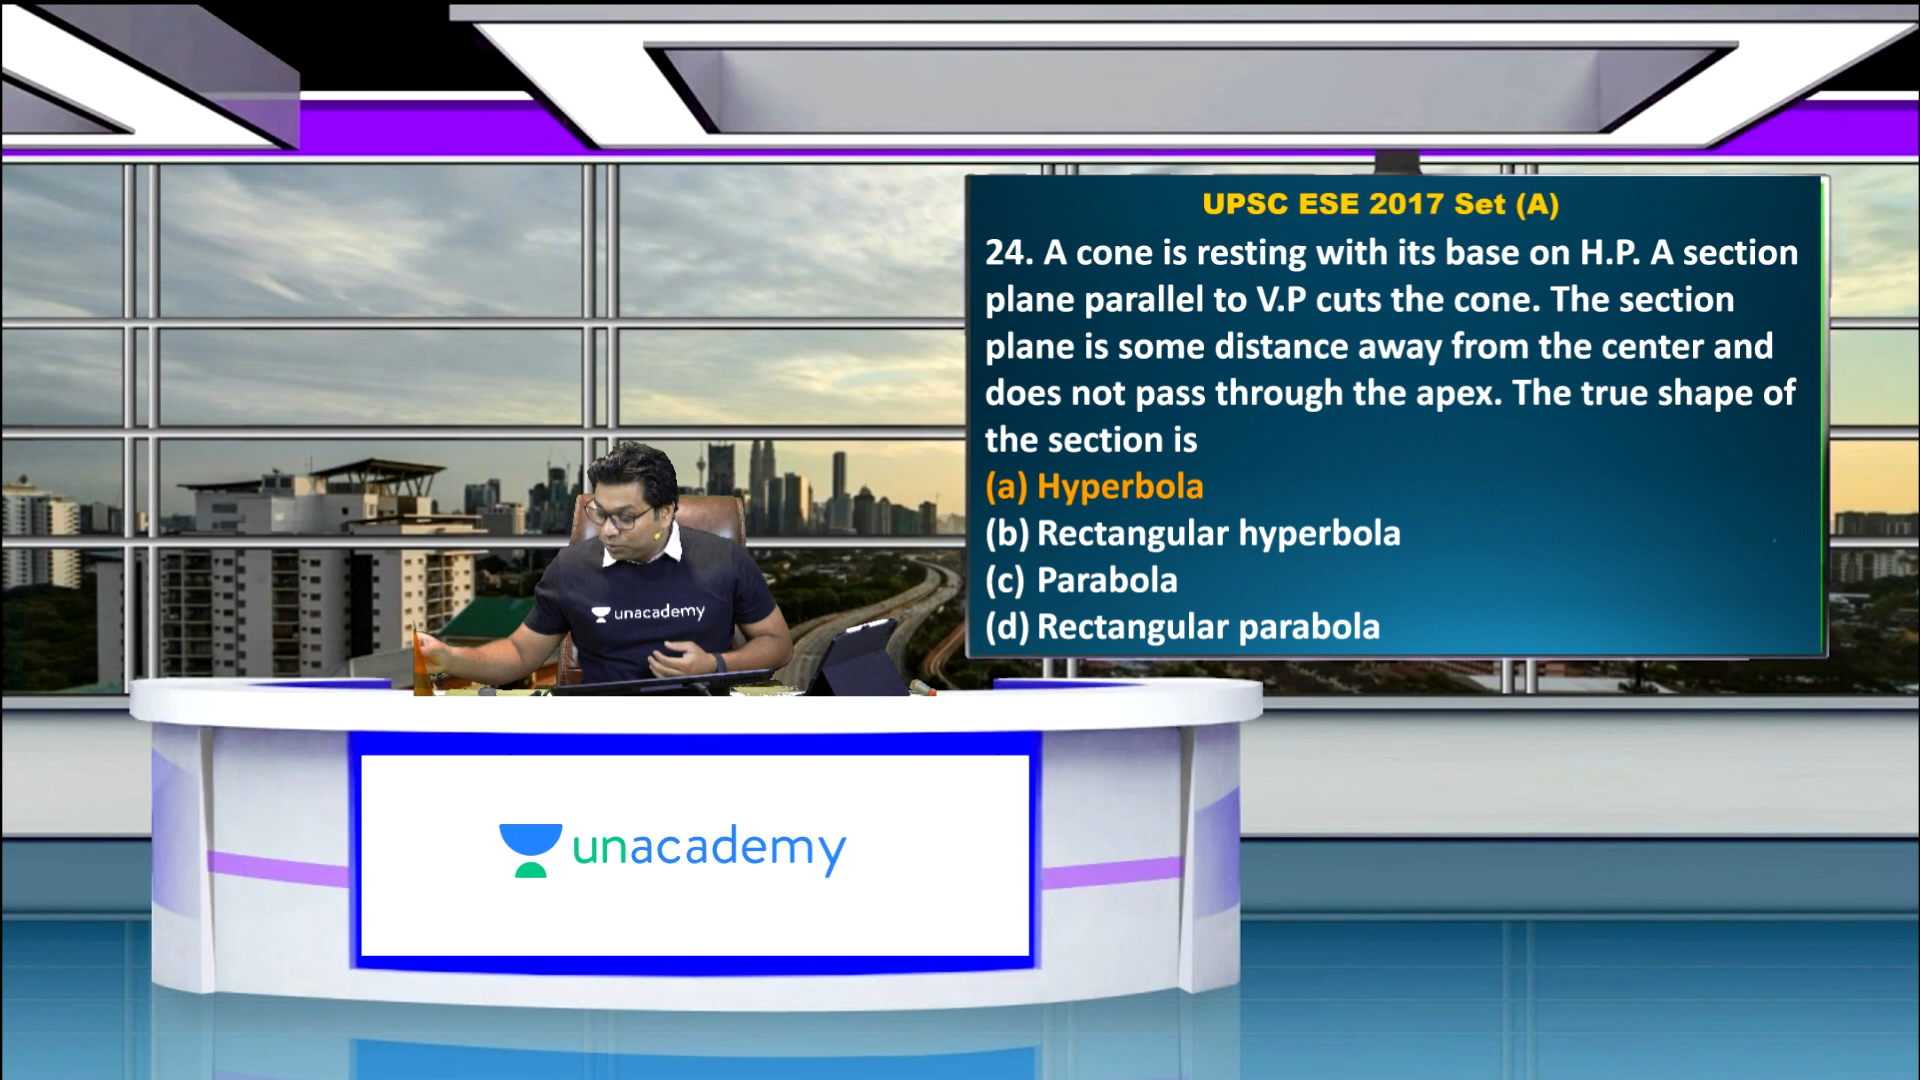 UPSC ESE 2017 Set (A)
24. A cone is resting with its base on H.P. A section
plane parallel to V.P cuts the cone. The section
plane is some distance away from the center and
does not pass through the apex. The true shape of
the section is
(a) Hyperbola
(b) Rectangular hyperbola
(c) Parabola
(d) Rectangular parabola
unacademy
unacademy